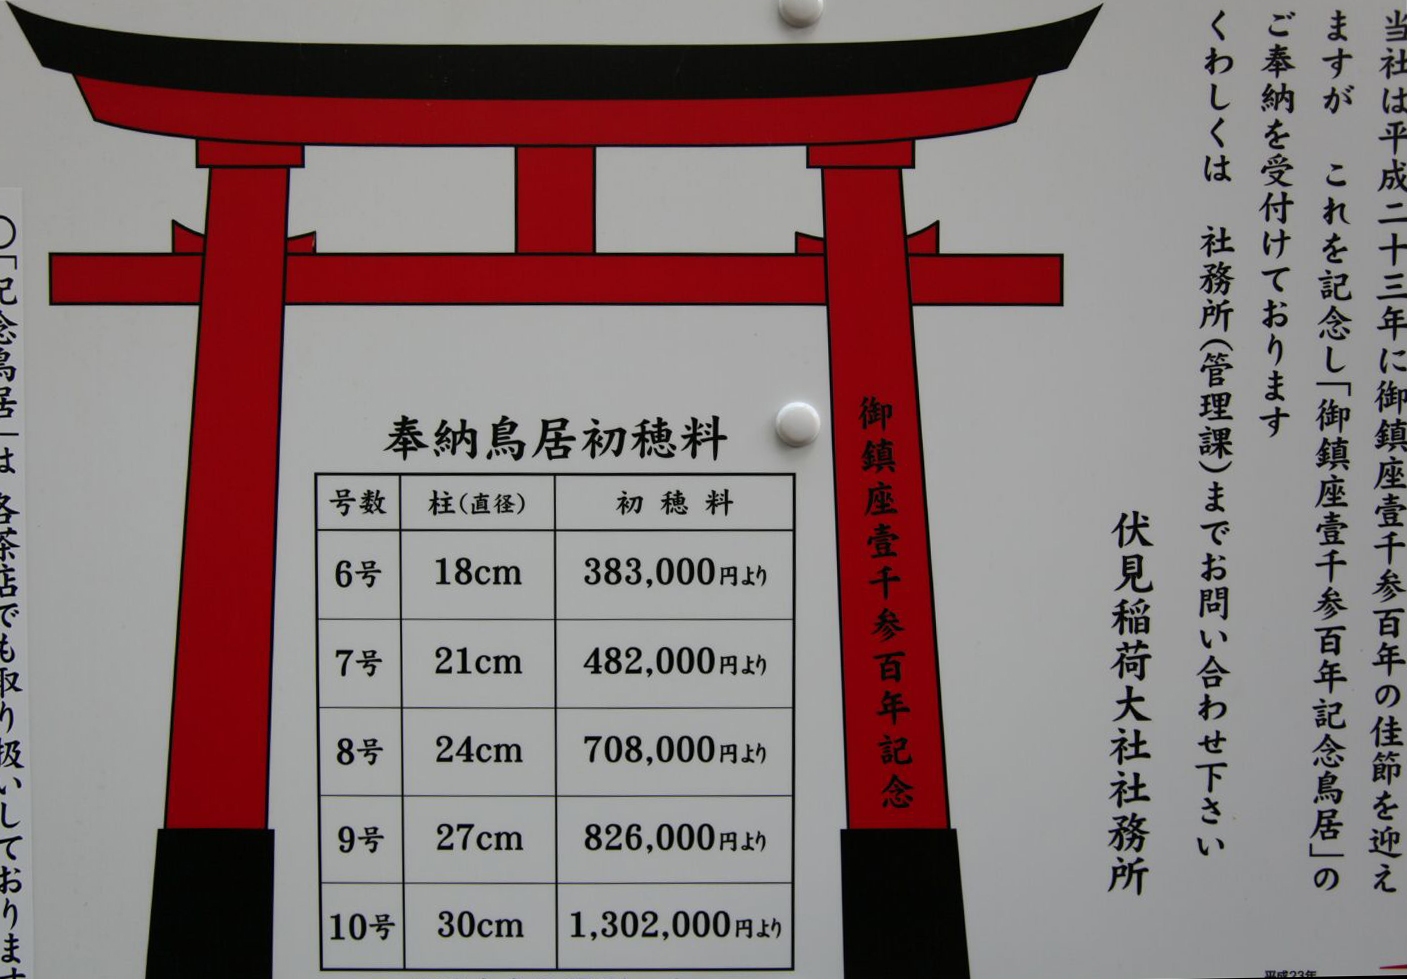 当社は平成二十三年に御鎮座壹千参百年の佳節を迎え
ますが　これを記念し「御鎮座壹千参百年記念鳥居」の
ご奉納を受付けております
くわしくは　社務所(管理課)までお問い合わせ下さい
伏見稲荷大社社務所
御鎮座壹千参百年記念
奉納鳥居初穂料
号数 柱(直径) 初穂料
6号 18cm 383,000円より
7号 21cm 482,000円より
8号 24cm 708,000円より
9号 27cm 826,000円より
10号 30cm 1,302,000円より
○「記念鳥居」は 各茶店でも取り扱いしております
平成23年